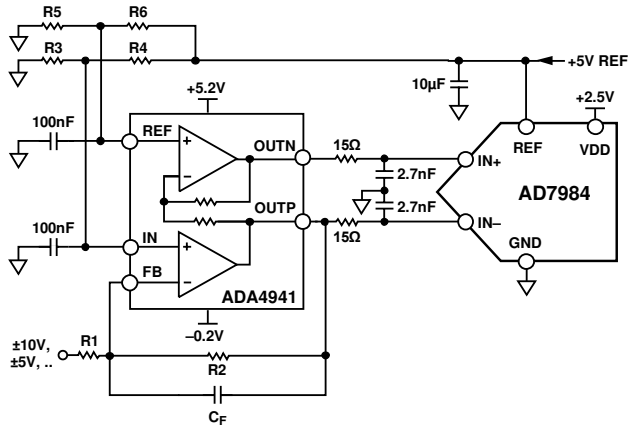 R5
R6
R3
R4
+5V REF
10µF
+5.2V
+2.5V
100nF
REF
OUTN
15Ω
REF
VDD
2.7nF
IN+
AD7984
2.7nF
OUTP
100nF
IN
15Ω
IN–
FB
GND
ADA4941
–0.2V
±10V,
±5V, ..
R1
R2
CF